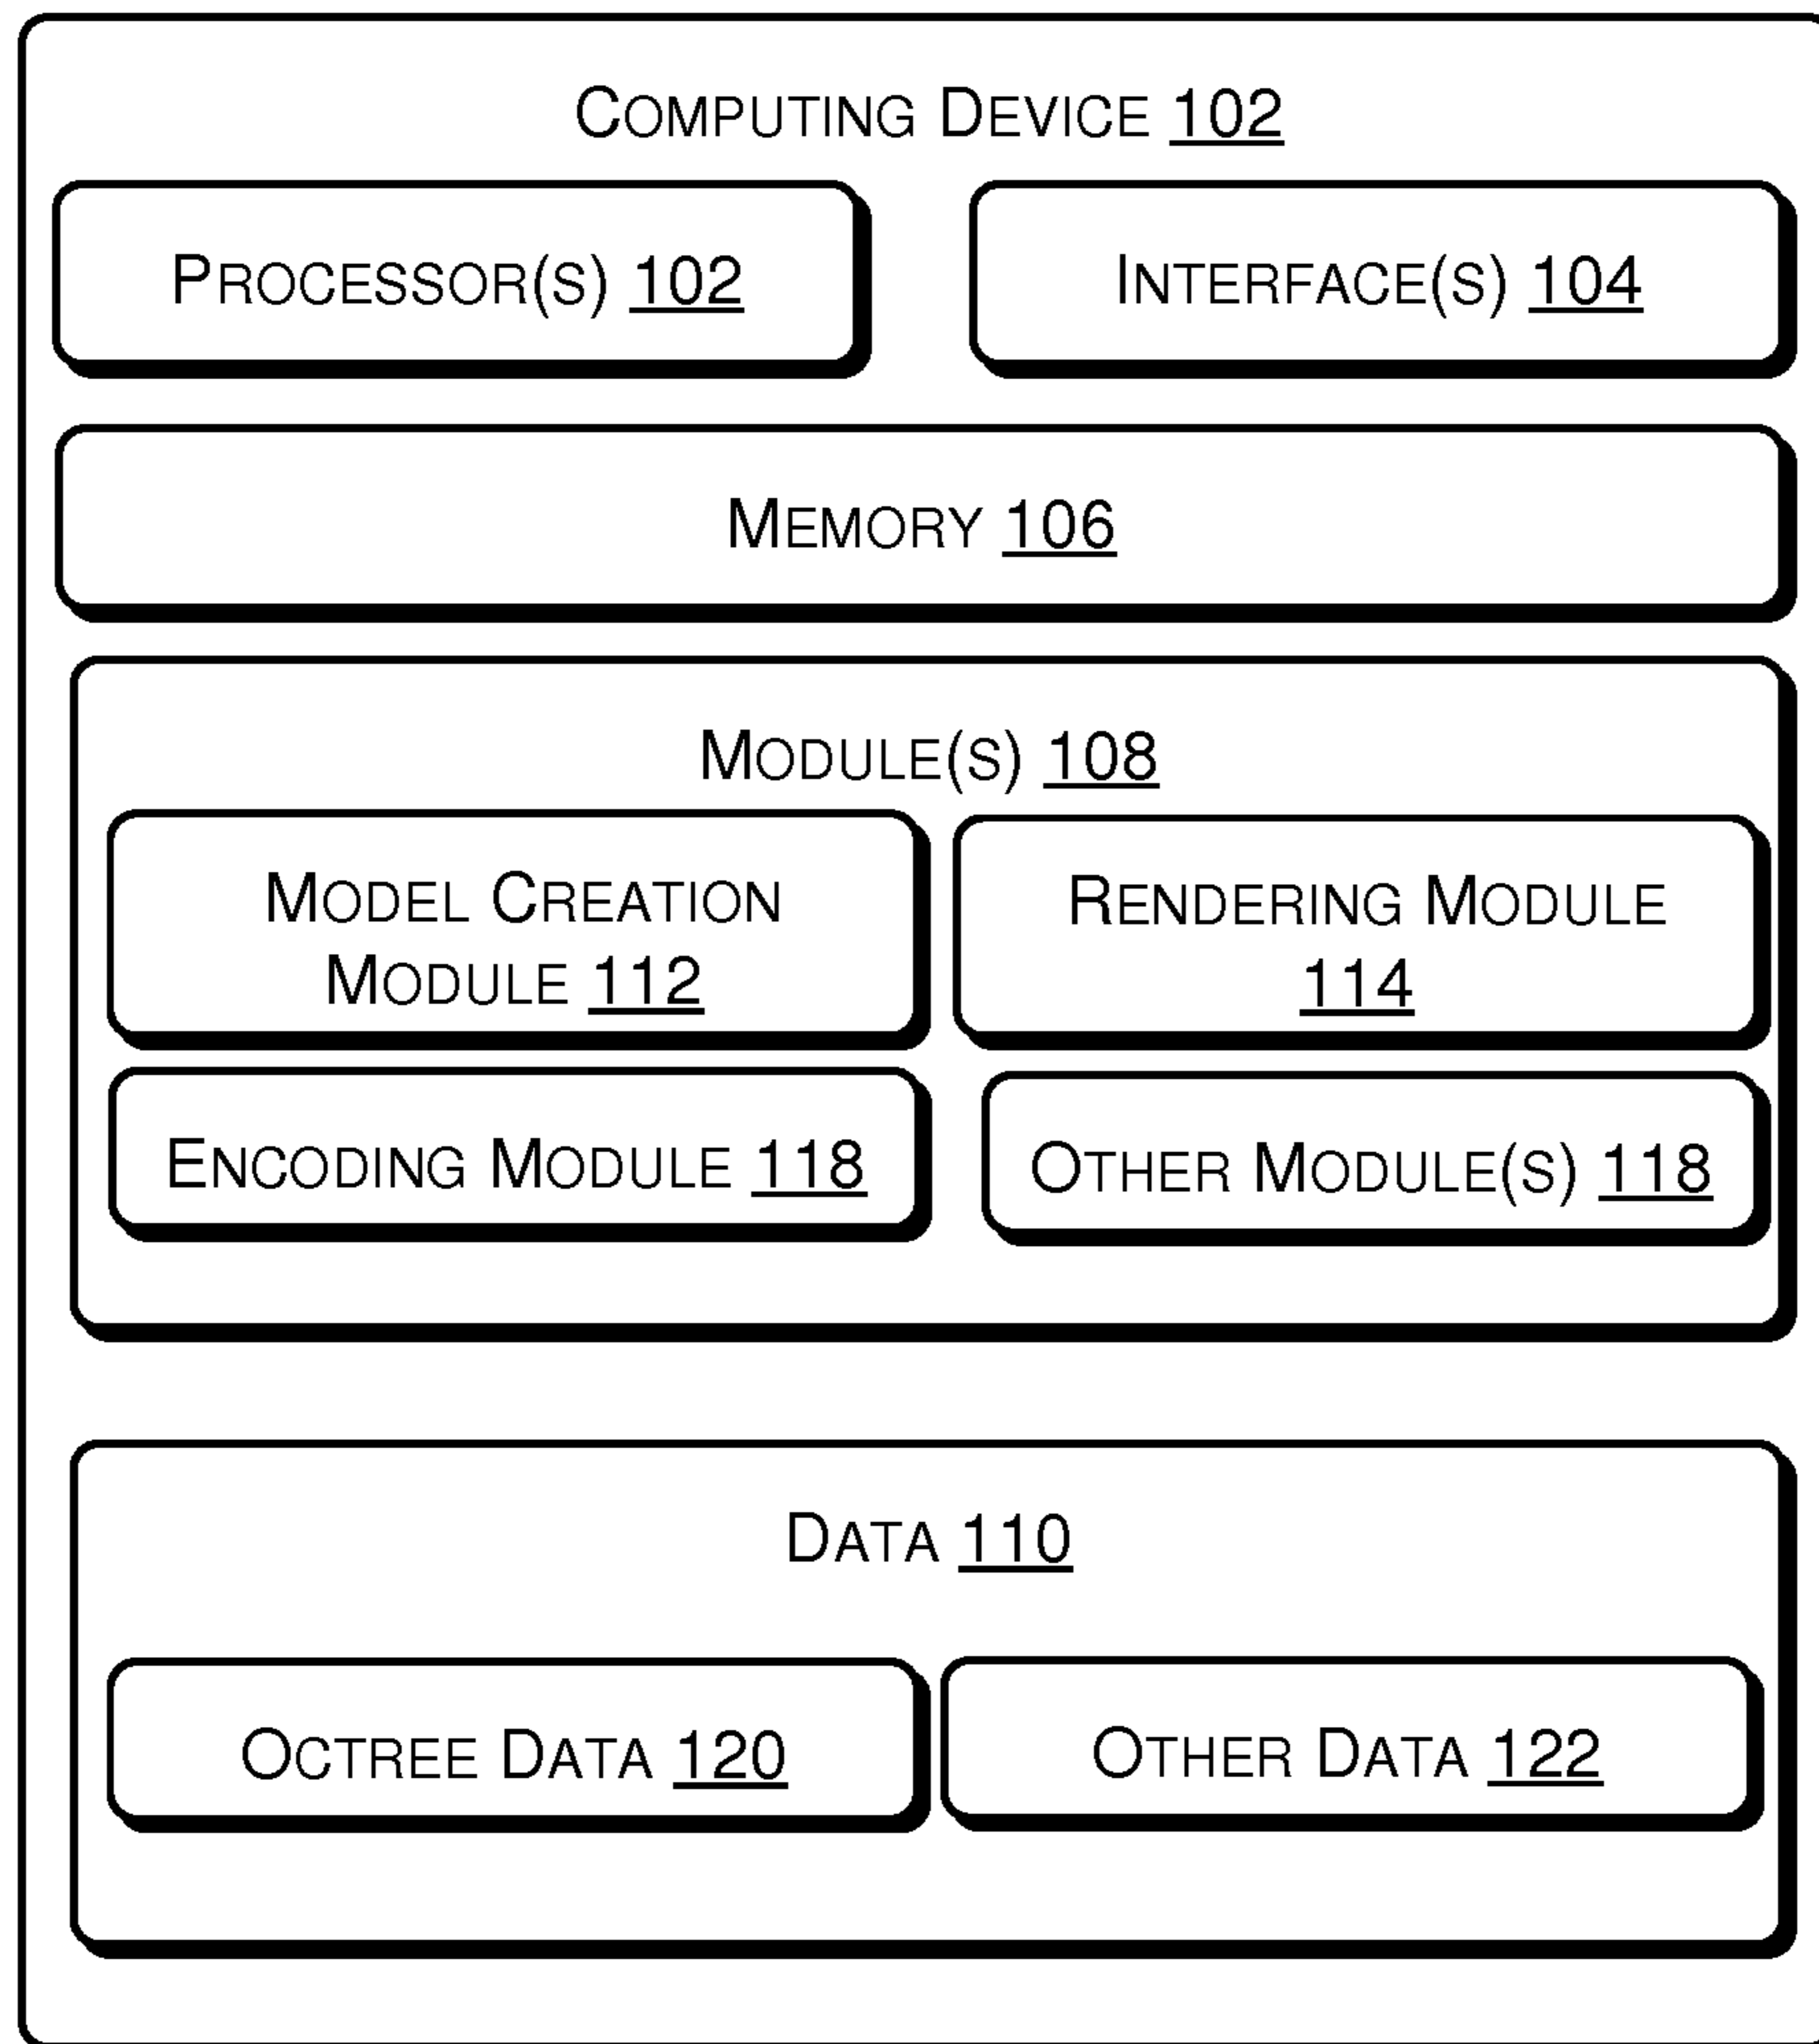 COMPUTING DEVICE 102
PROCESSOR(S) 102
INTERFACE(S) 104
MEMORY 106
MODULE(S) 108
MODEL CREATION
MODULE 112
RENDERING MODULE
114
ENCODING MODULE 118
OTHER MODULE(S) 118
DATA 110
OCTREE DATA 120
OTHER DATA 122